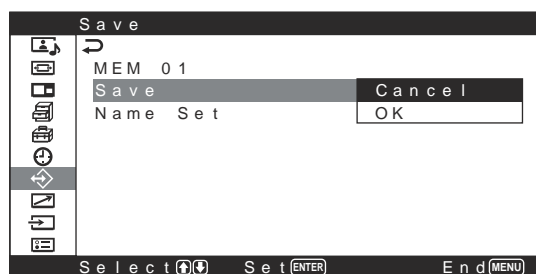 Save
MEM 01
Save Cancel
Name Set OK
Select Set ENTER End MENU